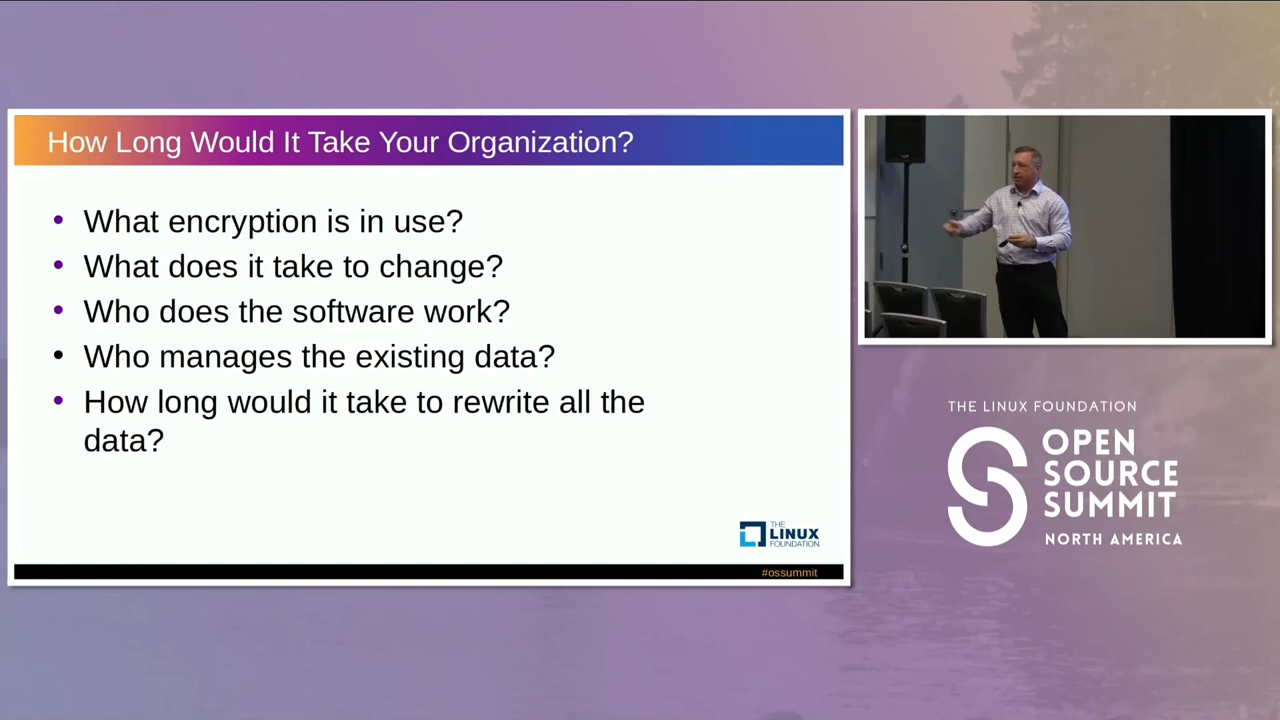 How Long Would It Take Your Organization?
• What encryption is in use?
• What does it take to change?
• Who does the software work?
• Who manages the existing data?
• How long would it take to rewrite all the
data?
THE
LINUX
FOUNDATION
#ossummit
THE LINUX FOUNDATION
OPEN
SOURCE
SUMMIT
NORTH AMERICA